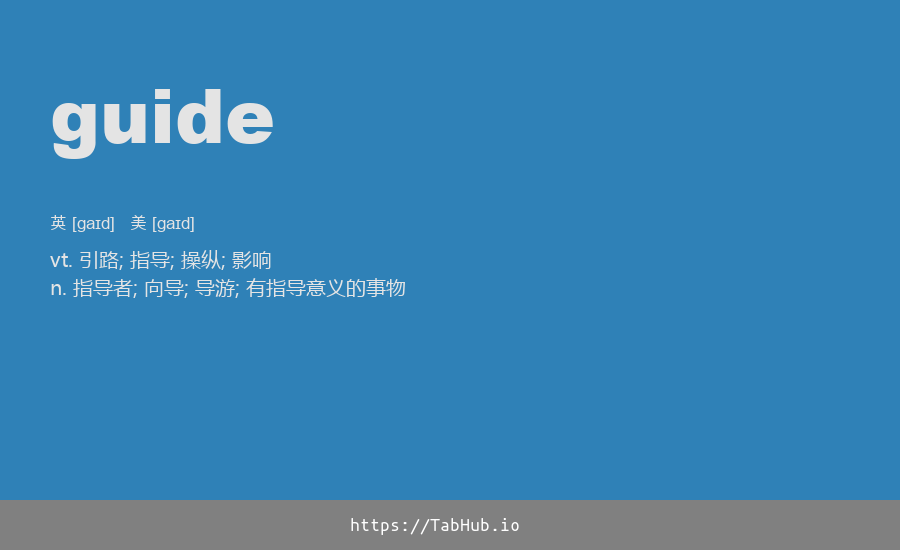 guide
英 [gaɪd] 美 [gaɪd]
vt. 引路; 指导; 操纵; 影响
n. 指导者; 向导; 导游; 有指导意义的事物
https://TabHub.io